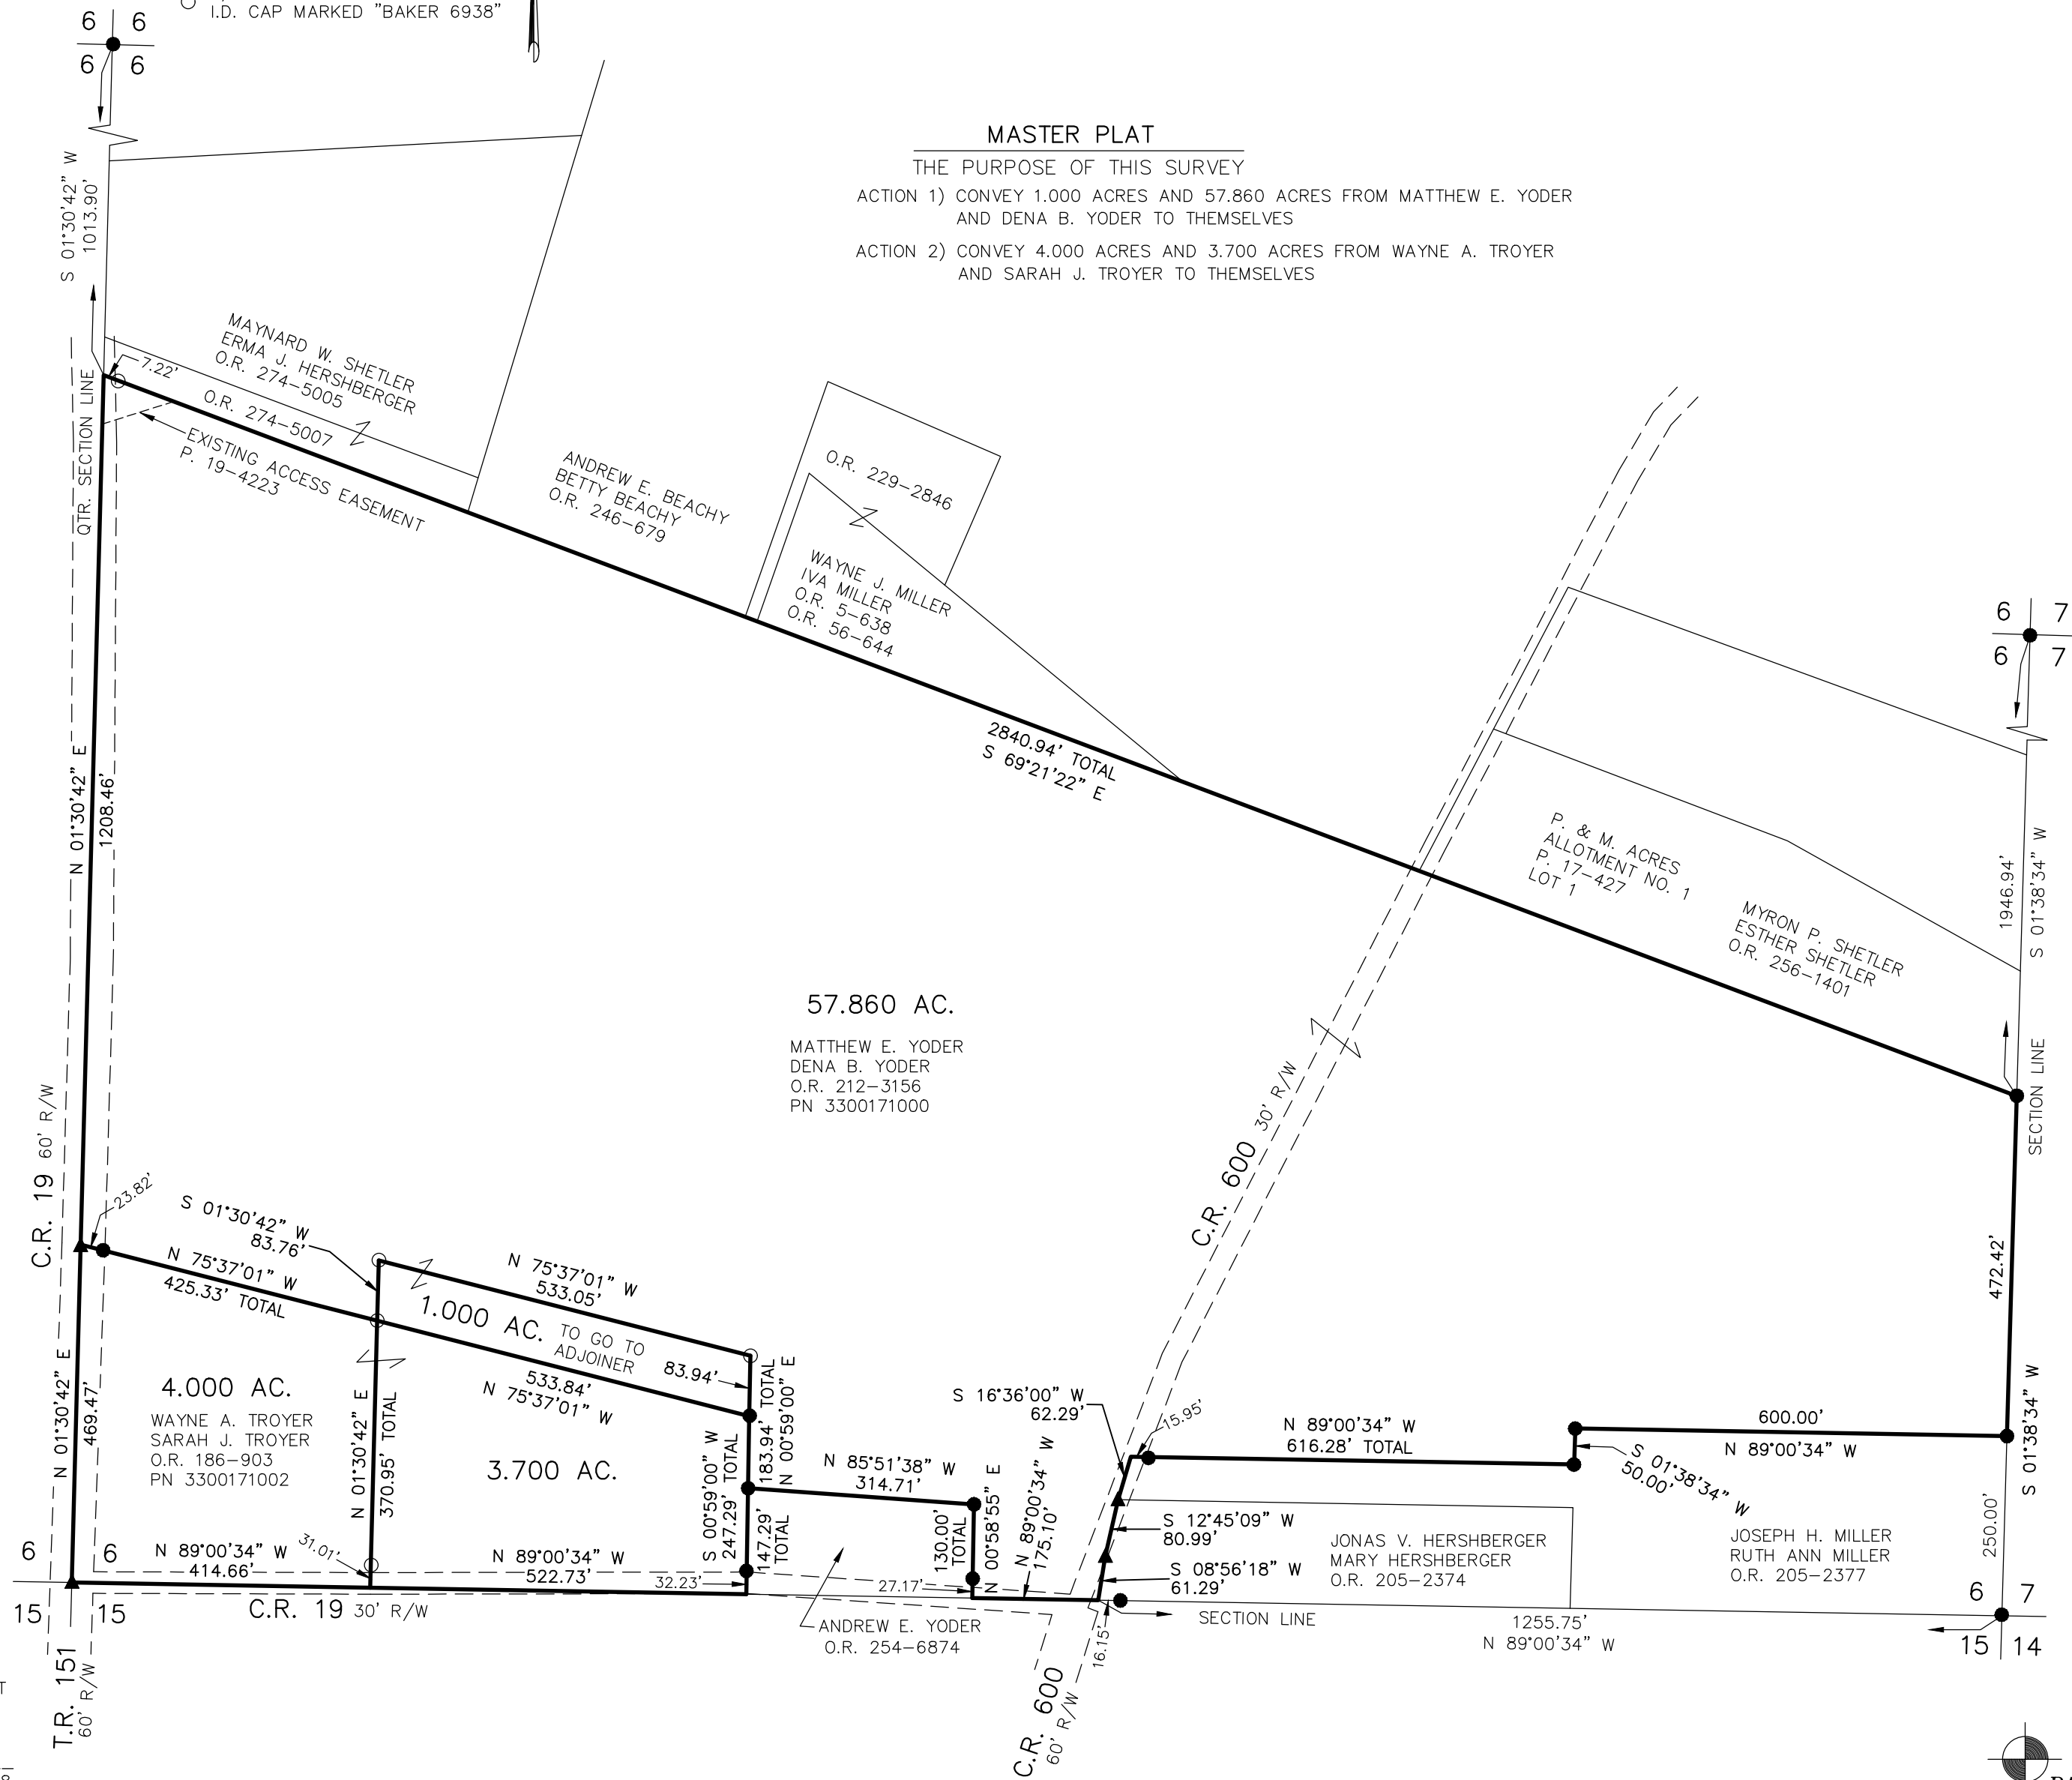 6 6
6 6
I.D. CAP MARKED "BAKER 6938"
MASTER PLAT
THE PURPOSE OF THIS SURVEY
ACTION 1) CONVEY 1.000 ACRES AND 57.860 ACRES FROM MATTHEW E. YODER
AND DENA B. YODER TO THEMSELVES
ACTION 2) CONVEY 4.000 ACRES AND 3.700 ACRES FROM WAYNE A. TROYER
AND SARAH J. TROYER TO THEMSELVES
S 01°30'42" W
1013.90'
MAYNARD W. SHETLER
ERMA J. HERSHBERGER
O.R. 274-5005
7.22'
O.R. 274-5007
EXISTING ACCESS EASEMENT
P. 19-4223
QTR. SECTION LINE
ANDREW E. BEACHY
BETTY BEACHY
O.R. 246-679
O.R. 229-2846
WAYNE J. MILLER
IVA MILLER
O.R. 5-638
O.R. 56-644
2840.94' TOTAL
S 69°21'22" E
6 7
6 7
P. & M. ACRES
ALLOTMENT NO. 1
P. 17-427
LOT 1
MYRON P. SHETLER
ESTHER SHETLER
O.R. 256-1401
1946.94'
S 01°38'34" W
SECTION LINE
N 01°30'42" E
1208.46'
57.860 AC.
MATTHEW E. YODER
DENA B. YODER
O.R. 212-3156
PN 3300171000
C.R. 600 30' R/W
C.R. 19 60' R/W
23.82'
S 01°30'42" W
83.76'
N 75°37'01" W
425.33' TOTAL
N 75°37'01" W
533.05'
1.000 AC. TO GO TO
ADJOINER
83.94'
533.84'
N 75°37'01" W
472.42'
S 01°38'34" W
N 01°30'42" E
469.47'
4.000 AC.
WAYNE A. TROYER
SARAH J. TROYER
O.R. 186-903
PN 3300171002
N 01°30'42" E
370.95' TOTAL
3.700 AC.
S 00°59'00" W
247.29' TOTAL
183.94' TOTAL
N 00°59'00" E
147.29'
TOTAL
N 85°51'38" W
314.71'
130.00'
TOTAL
N 00°58'55" E
N 89°00'34" W
175.10'
S 16°36'00" W
62.29'
15.95'
N 89°00'34" W
616.28' TOTAL
600.00'
N 89°00'34" W
S 01°38'34" W
50.00'
S 12°45'09" W
80.99'
S 08°56'18" W
61.29'
JONAS V. HERSHBERGER
MARY HERSHBERGER
O.R. 205-2374
JOSEPH H. MILLER
RUTH ANN MILLER
O.R. 205-2377
250.00'
6 6
15 15
N 89°00'34" W
414.66'
31.01'
N 89°00'34" W
522.73'
32.23'
27.17'
C.R. 19 30' R/W
ANDREW E. YODER
O.R. 254-6874
16.15'
SECTION LINE
1255.75'
N 89°00'34" W
6 7
15 14
T.R. 151
60' R/W
C.R. 600
60' R/W